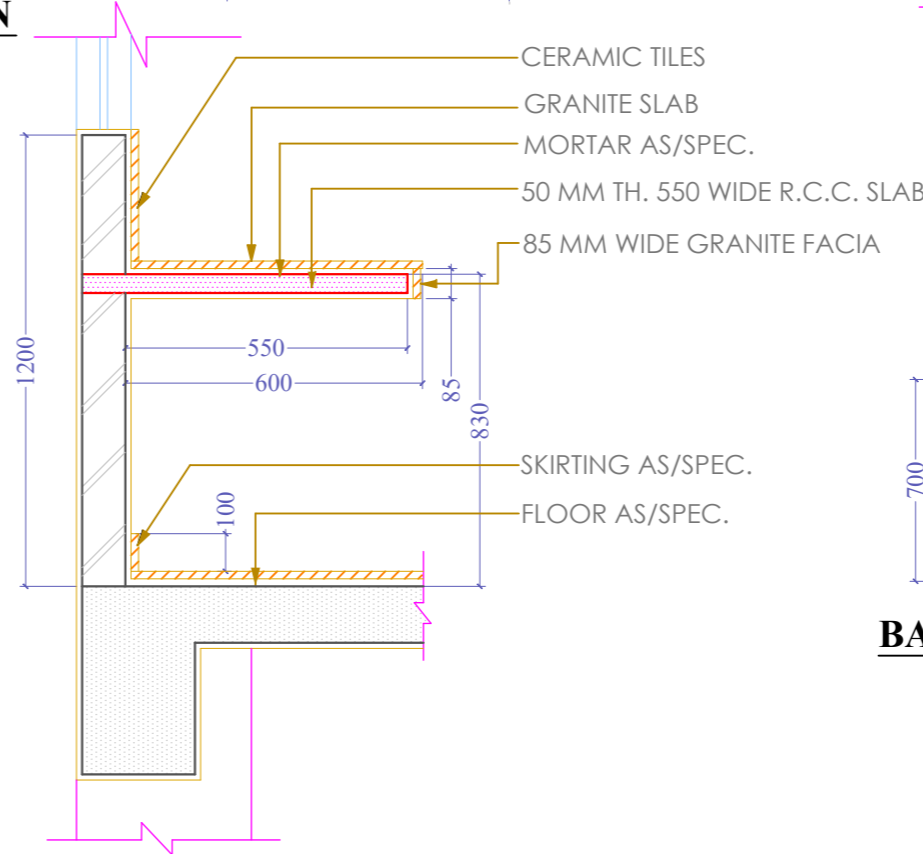 N
CERAMIC TILES
GRANITE SLAB
MORTAR AS/SPEC.
50 MM TH. 550 WIDE R.C.C. SLAB
85 MM WIDE GRANITE FACIA
1200
550
600
85
830
SKIRTING AS/SPEC.
100
FLOOR AS/SPEC.
700
BA